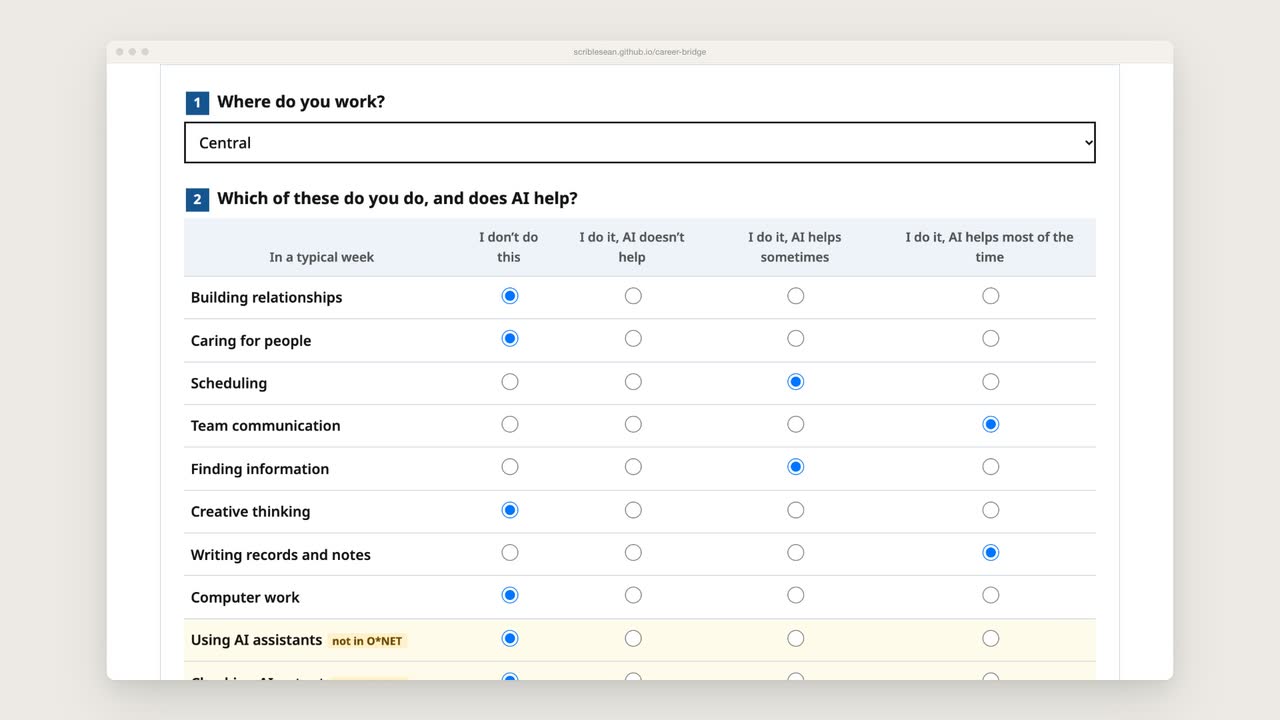 scriblesean.github.io/career-bridge
1 Where do you work?
Central
2 Which of these do you do, and does AI help?
In a typical week
I don't do this
I do it, AI doesn't help
I do it, AI helps sometimes
I do it, AI helps most of the time
Building relationships
Caring for people
Scheduling
Team communication
Finding information
Creative thinking
Writing records and notes
Computer work
Using AI assistants not in O*NET